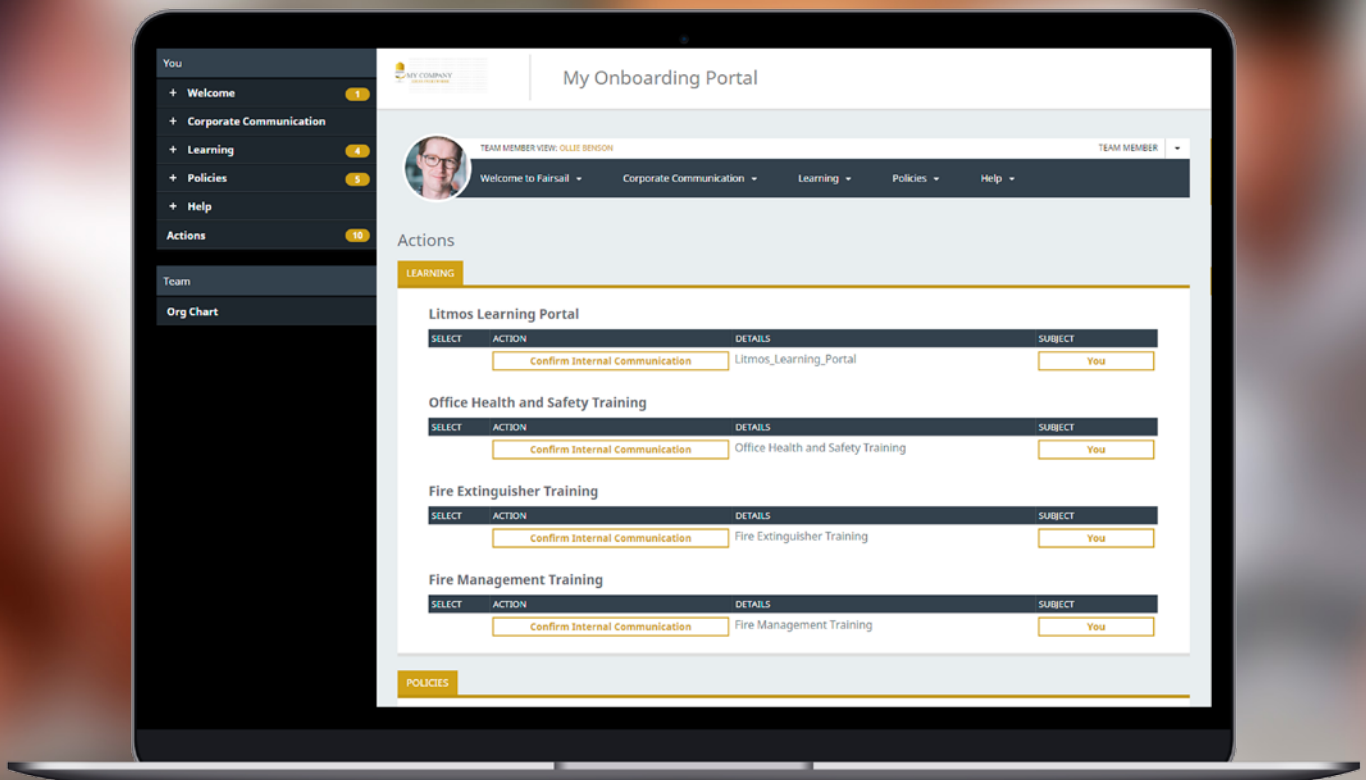 You
+ Welcome 1
+ Corporate Communication
+ Learning 4
+ Policies 5
+ Help
Actions 10
Team
Org Chart
MY COMPANY
My Onboarding Portal
TEAM MEMBER VIEW: OLLIE BENSON
TEAM MEMBER
Welcome to Fairsail Corporate Communication Learning Policies Help
Actions
LEARNING
Litmos Learning Portal
SELECT ACTION DETAILS SUBJECT
Confirm Internal Communication Litmos_Learning_Portal You
Office Health and Safety Training
SELECT ACTION DETAILS SUBJECT
Confirm Internal Communication Office Health and Safety Training You
Fire Extinguisher Training
SELECT ACTION DETAILS SUBJECT
Confirm Internal Communication Fire Extinguisher Training You
Fire Management Training
SELECT ACTION DETAILS SUBJECT
Confirm Internal Communication Fire Management Training You
POLICIES